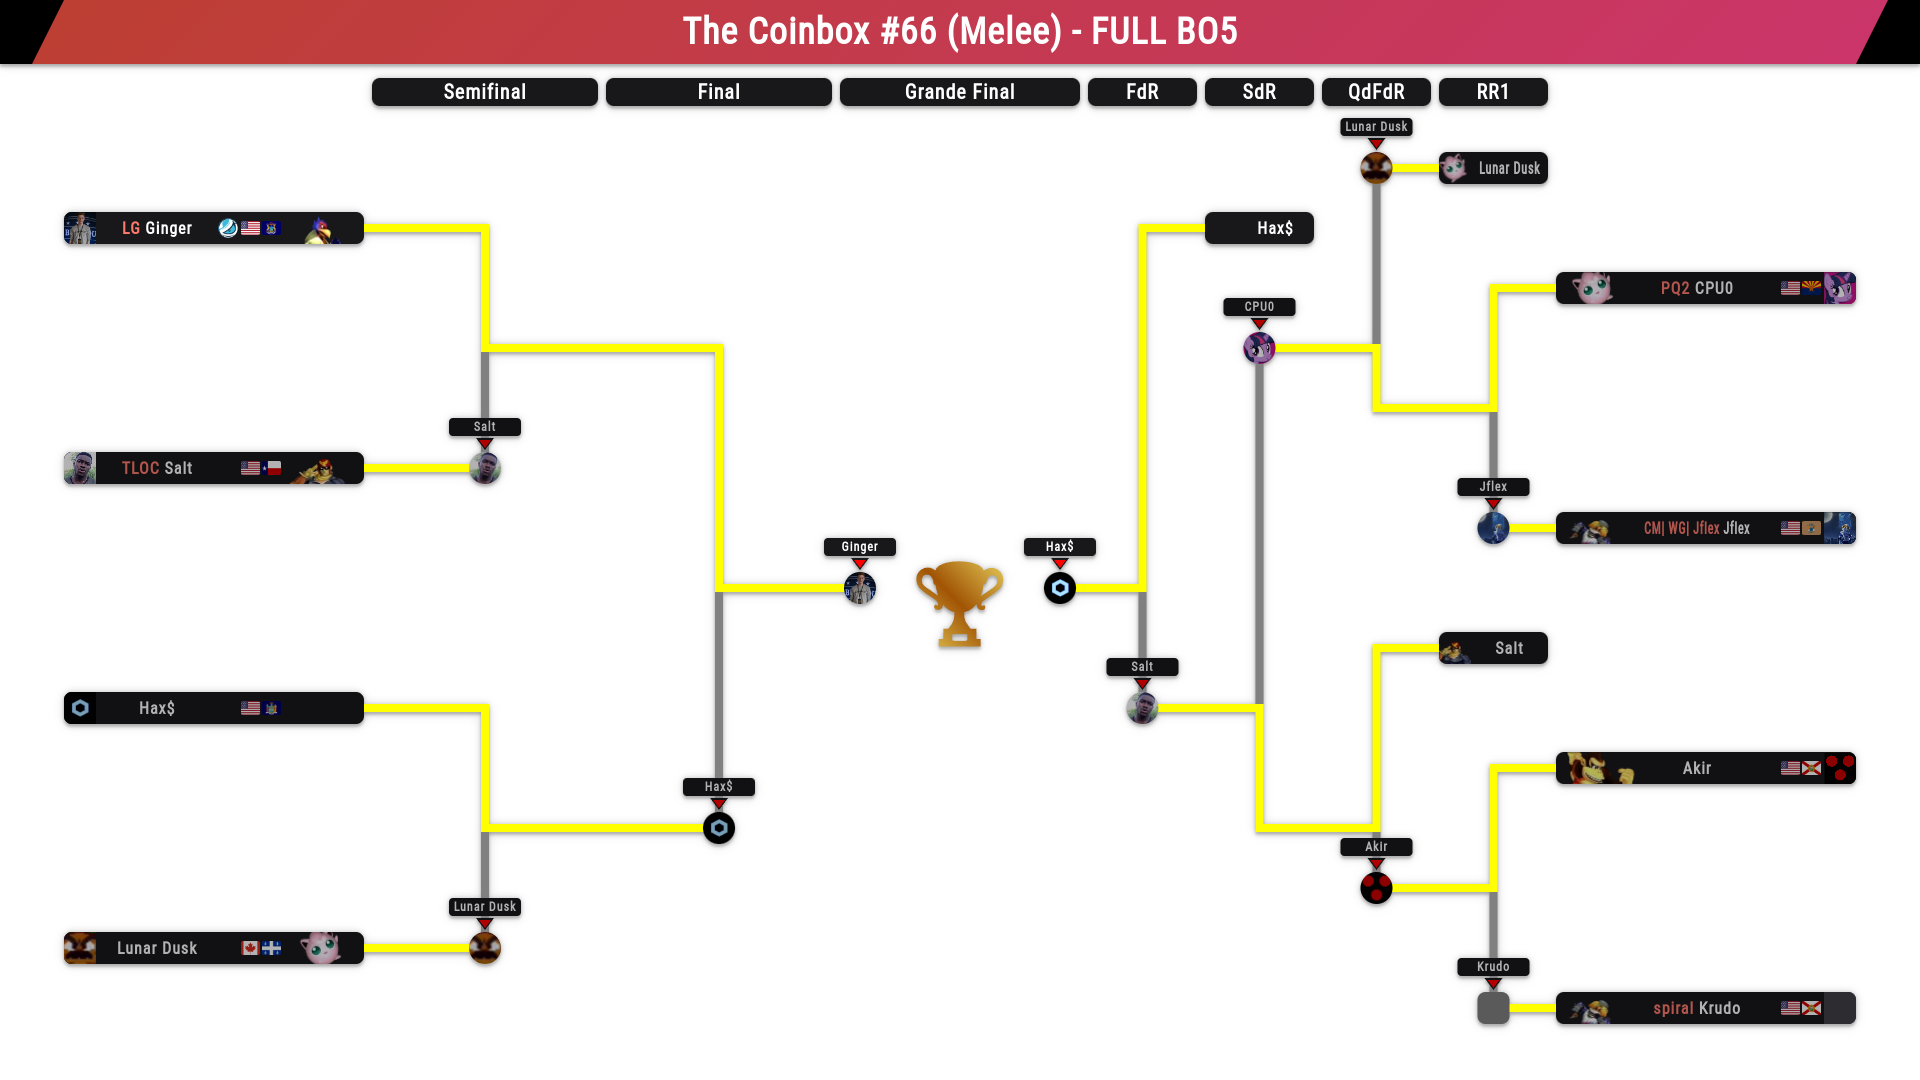 The Coinbox #66 (Melee) - FULL BO5
Semifinal
Final
Grande Final
FdR
SdR
QdFdR
RR1
LG Ginger
Salt
TLOC Salt
Hax$
Hax$
Lunar Dusk
Lunar Dusk
Ginger
Hax$
Hax$
Salt
CPU0
Lunar Dusk
Lunar Dusk
PQ2 CPU0
Jflex
CM| WG| Jflex Jflex
Salt
Akir
Akir
Krudo
spiral Krudo